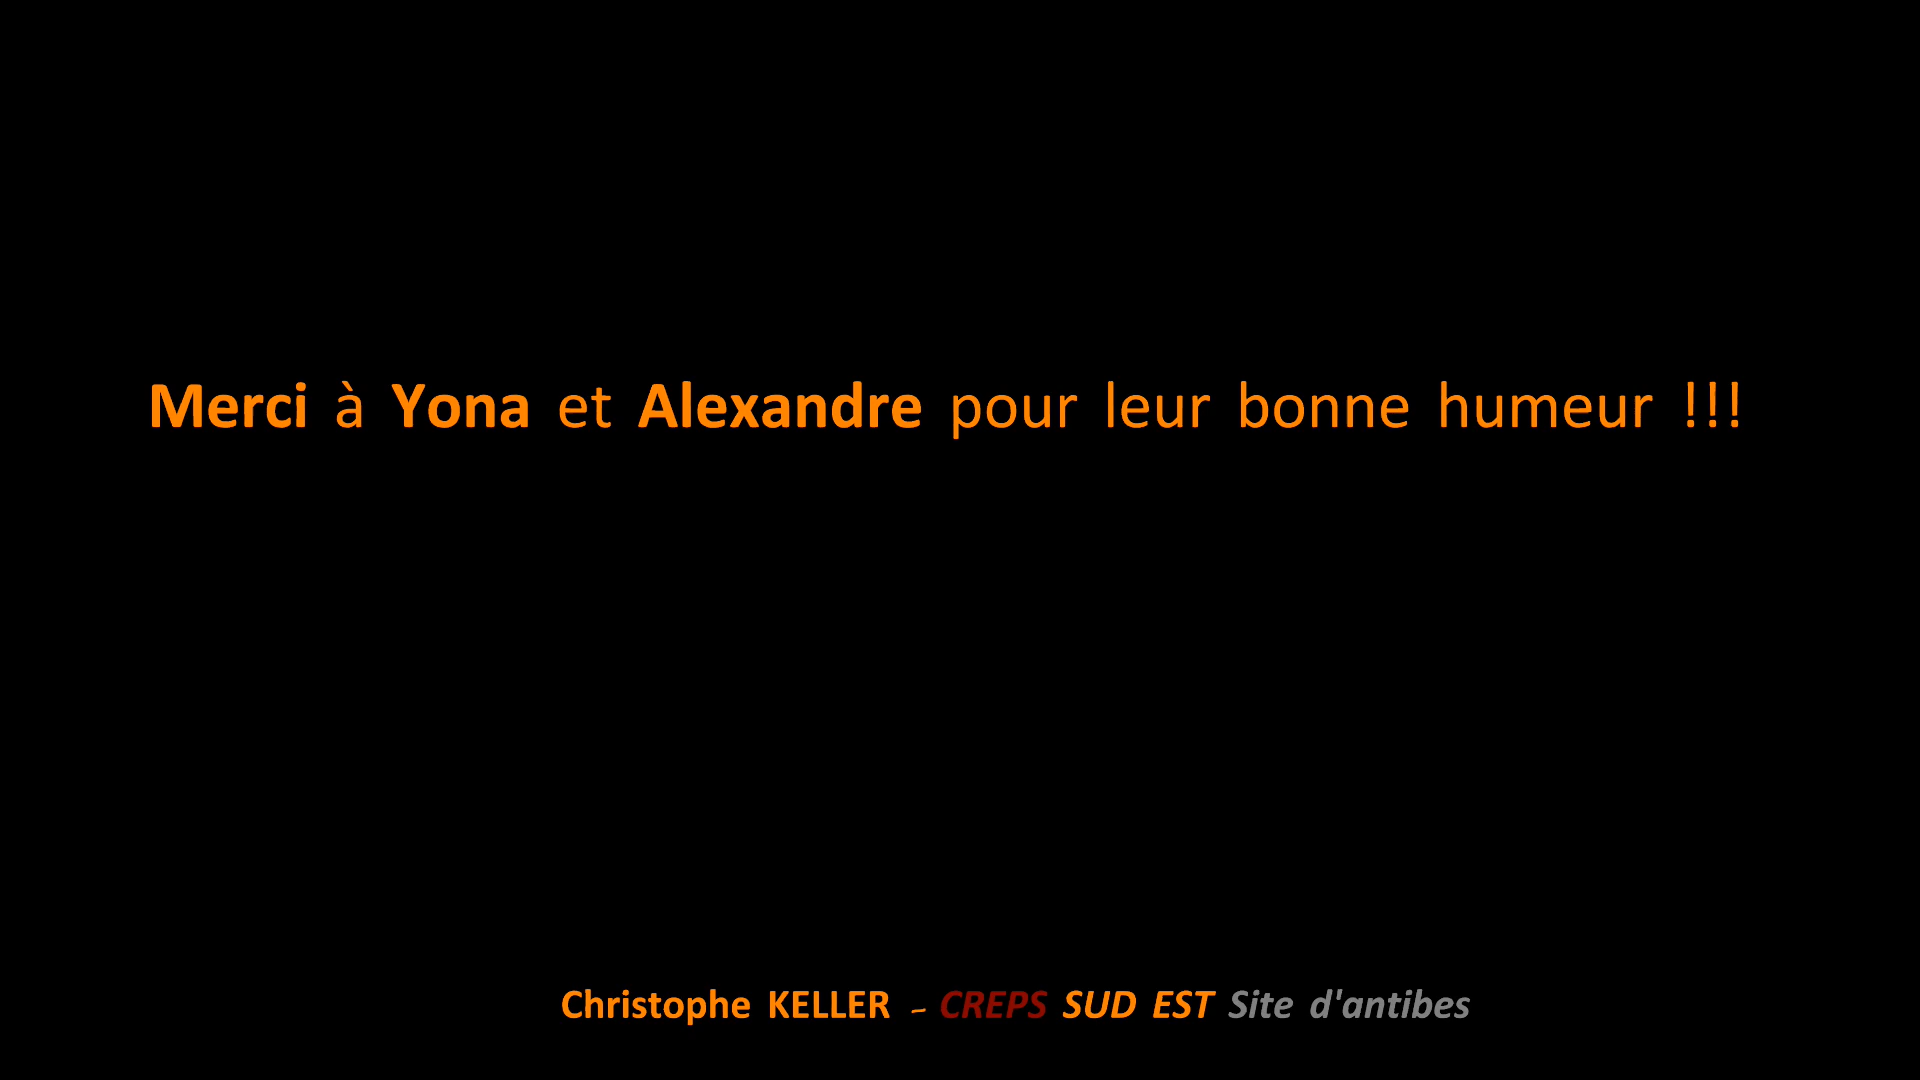 Merci à Yona et Alexandre pour leur bonne humeur !!!
Christophe KELLER – CREPS SUD EST Site d'antibes